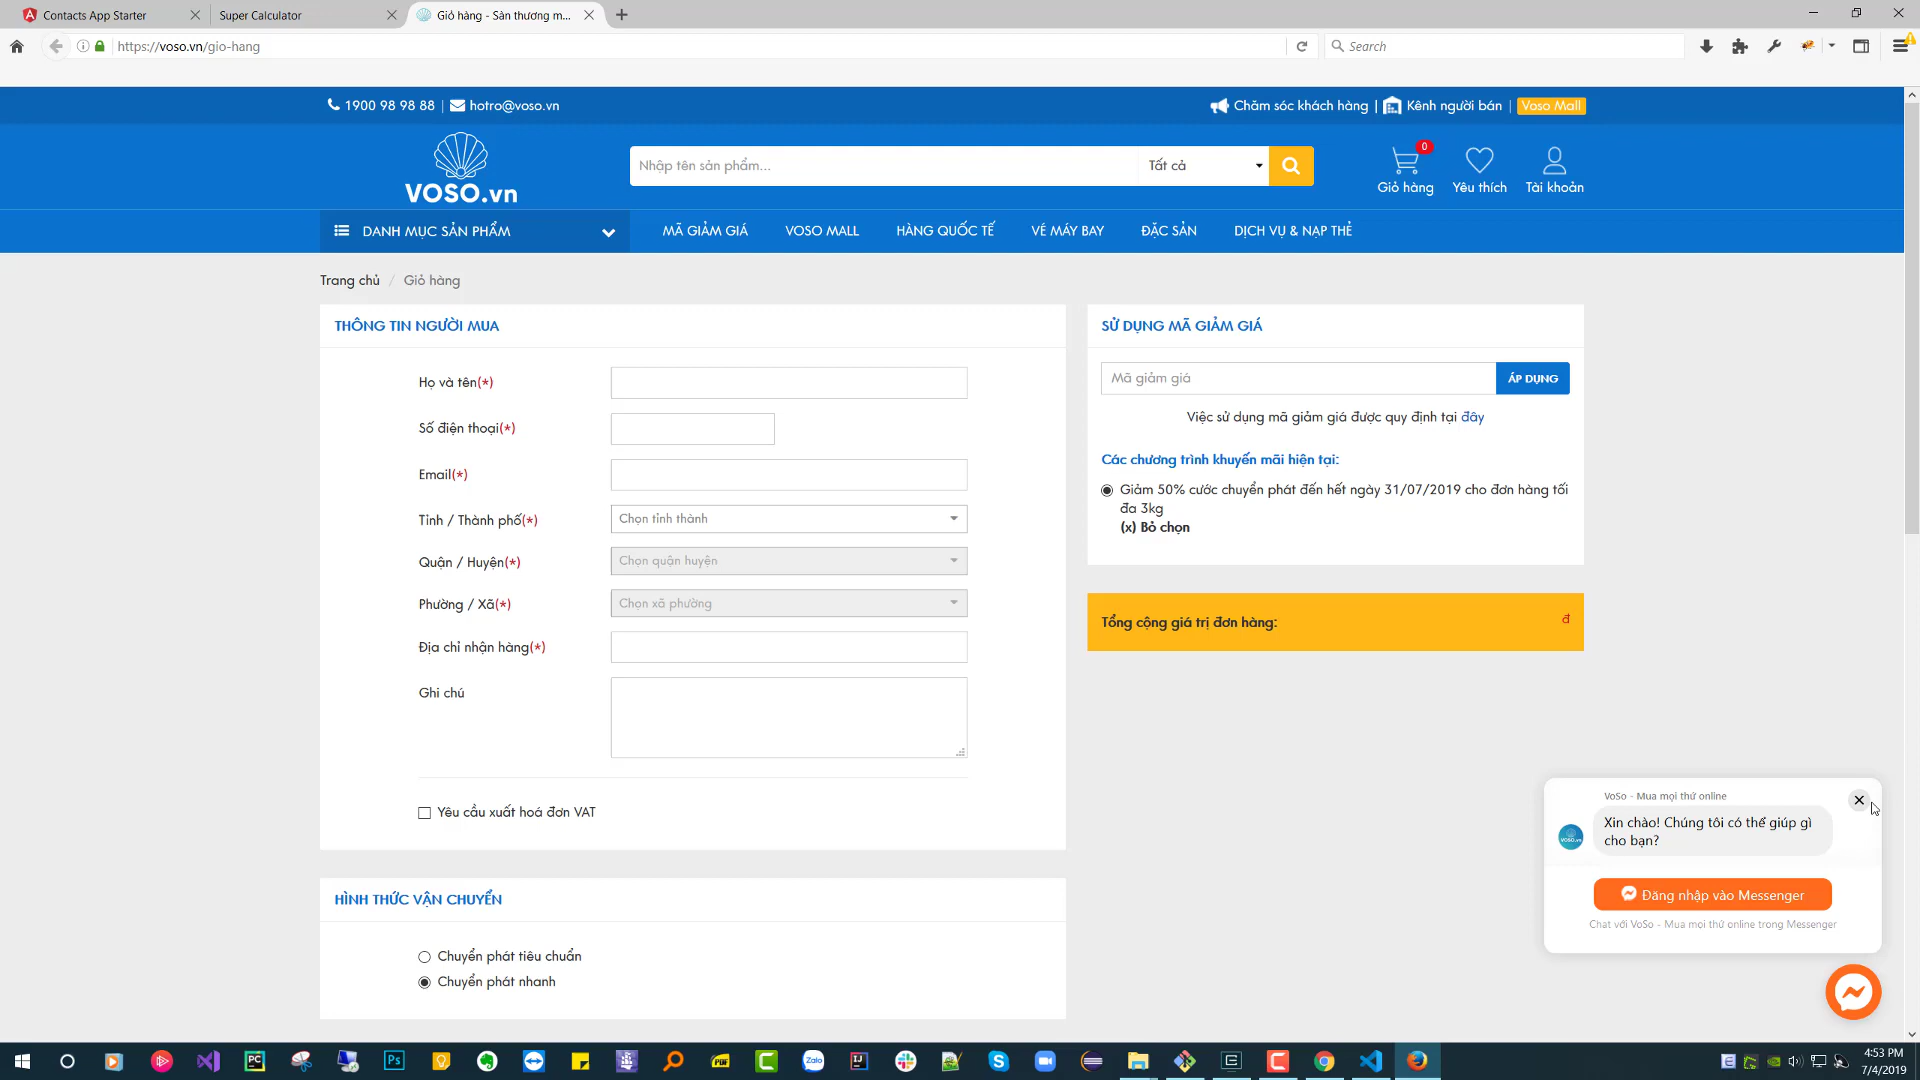 Contacts App Starter
Super Calculator
Giỏ hàng - Sàn thương m...
https://voso.vn/gio-hang
Search
1900 98 98 88 | hotro@voso.vn
Chăm sóc khách hàng | Kênh người bán | Voso Mall
VOSO.vn
Nhập tên sản phẩm...
Tất cả
0
Giỏ hàng
Yêu thích
Tài khoản
DANH MỤC SẢN PHẨM
MÃ GIẢM GIÁ
VOSO MALL
HÀNG QUỐC TẾ
VÉ MÁY BAY
ĐẶC SẢN
DỊCH VỤ & NẠP THẺ
Trang chủ / Giỏ hàng
THÔNG TIN NGƯỜI MUA
Họ và tên(*)
Số điện thoại(*)
Email(*)
Tỉnh / Thành phố(*)
Chọn tỉnh thành
Quận / Huyện(*)
Chọn quận huyện
Phường / Xã(*)
Chọn xã phường
Địa chỉ nhận hàng(*)
Ghi chú
Yêu cầu xuất hoá đơn VAT
HÌNH THỨC VẬN CHUYỂN
Chuyển phát tiêu chuẩn
Chuyển phát nhanh
SỬ DỤNG MÃ GIẢM GIÁ
Mã giảm giá
ÁP DỤNG
Việc sử dụng mã giảm giá được quy định tại đây
Các chương trình khuyến mãi hiện tại:
Giảm 50% cước chuyển phát đến hết ngày 31/07/2019 cho đơn hàng tối
đa 3kg
(x) Bỏ chọn
Tổng cộng giá trị đơn hàng:
đ
VoSo - Mua mọi thứ online
Xin chào! Chúng tôi có thể giúp gì
cho bạn?
Đăng nhập vào Messenger
Chat với VoSo - Mua mọi thứ online trong Messenger
4:53 PM
7/4/2019